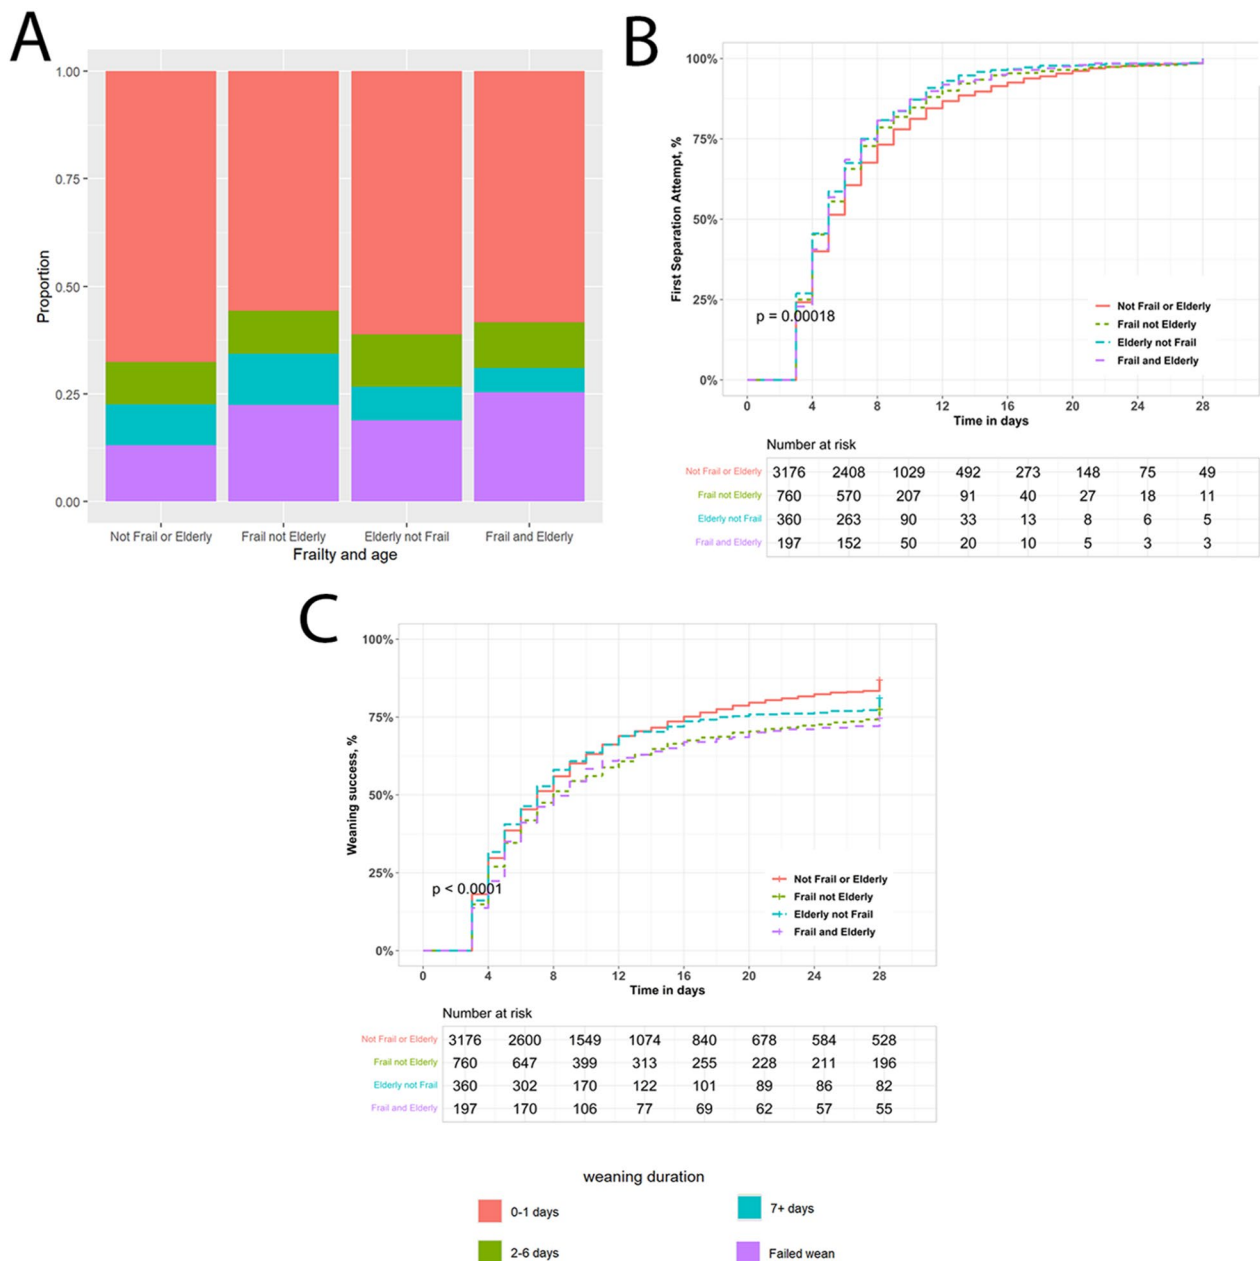 A
1.00
0.75
0.50
0.25
0.00
Proportion
Not Frail or Elderly
Frail not Elderly
Elderly not Frail
Frail and Elderly
Frailty and age
B
100%
75%
50%
25%
0%
First Separation Attempt, %
p = 0.00018
Not Frail or Elderly
Frail not Elderly
Elderly not Frail
Frail and Elderly
0 4 8 12 16 20 24 28
Time in days
Number at risk
Not Frail or Elderly 3176 2408 1029 492 273 148 75 49
Frail not Elderly 760 570 207 91 40 27 18 11
Elderly not Frail 360 263 90 33 13 8 6 5
Frail and Elderly 197 152 50 20 10 5 3 3
C
100%
75%
50%
25%
0%
Weaning success, %
p < 0.0001
Not Frail or Elderly
Frail not Elderly
Elderly not Frail
Frail and Elderly
0 4 8 12 16 20 24 28
Time in days
Number at risk
Not Frail or Elderly 3176 2600 1549 1074 840 678 584 528
Frail not Elderly 760 647 399 313 255 228 211 196
Elderly not Frail 360 302 170 122 101 89 86 82
Frail and Elderly 197 170 106 77 69 62 57 55
weaning duration
0-1 days
7+ days
2-6 days
Failed wean